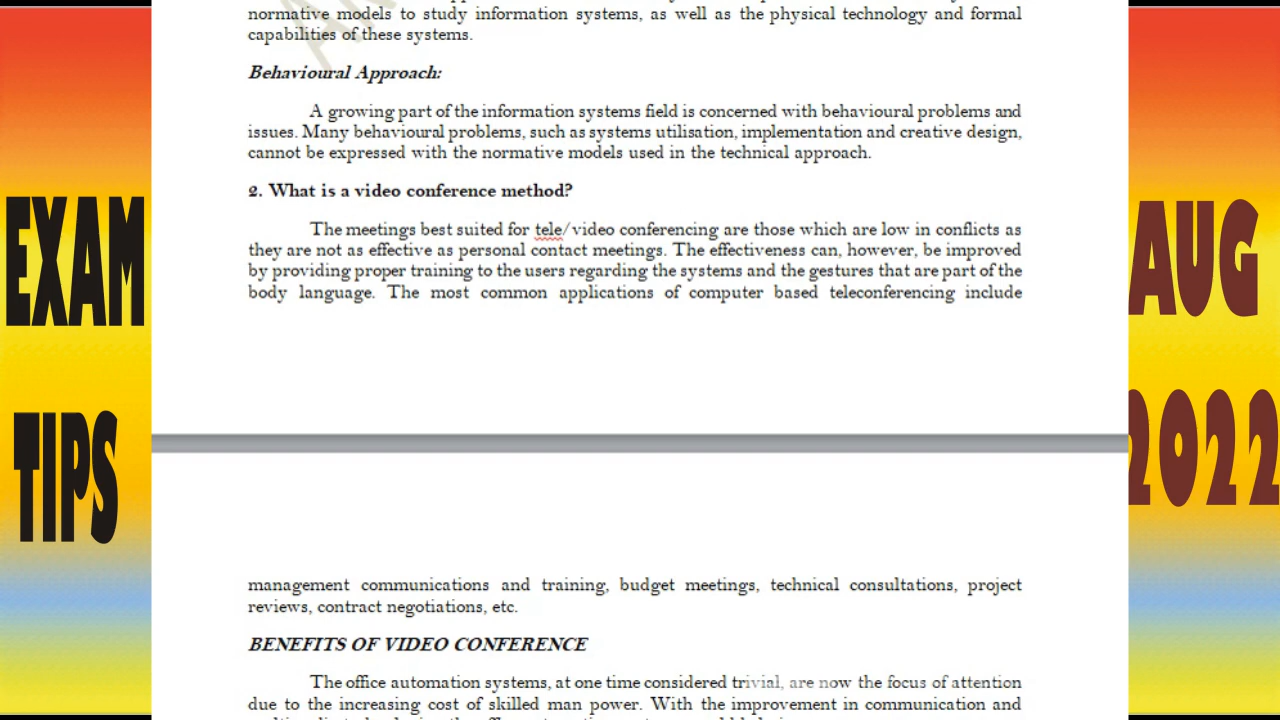 normative models to study information systems, as well as the physical technology and formal
capabilities of these systems.
Behavioural Approach:
A growing part of the information systems field is concerned with behavioural problems and
issues. Many behavioural problems, such as systems utilisation, implementation and creative design,
cannot be expressed with the normative models used in the technical approach.
2. What is a video conference method?
The meetings best suited for tele/video conferencing are those which are low in conflicts as
they are not as effective as personal contact meetings. The effectiveness can, however, be improved
by providing proper training to the users regarding the systems and the gestures that are part of the
body language. The most common applications of computer based teleconferencing include
management communications and training, budget meetings, technical consultations, project
reviews, contract negotiations, etc.
BENEFITS OF VIDEO CONFERENCE
The office automation systems, at one time considered trivial, are now the focus of attention
due to the increasing cost of skilled man power. With the improvement in communication and
EXAM
TIPS
AUG
2022